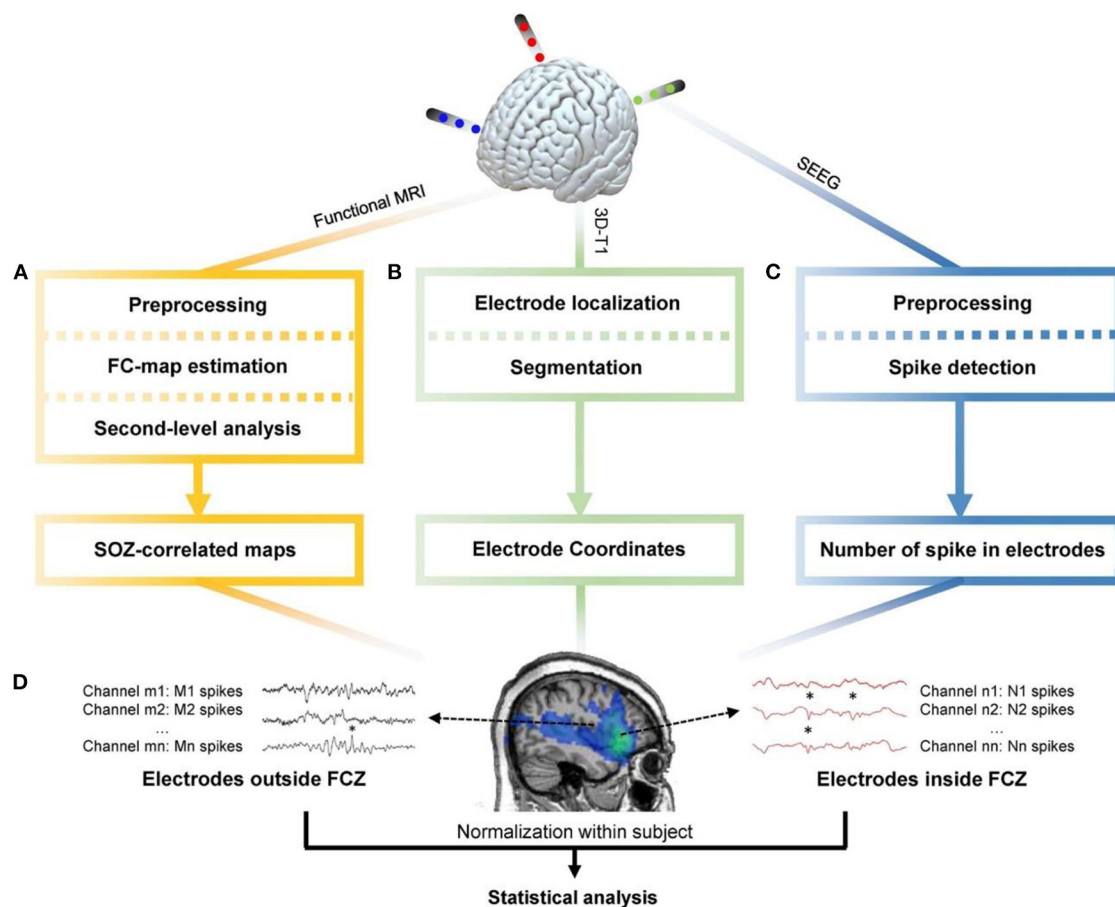 Functional MRI
3D-T1
SEEG
A
Preprocessing
FC-map estimation
Second-level analysis
SOZ-correlated maps
B
Electrode localization
Segmentation
Electrode Coordinates
C
Preprocessing
Spike detection
Number of spike in electrodes
D
Channel m1: M1 spikes
Channel m2: M2 spikes
...
Channel mn: Mn spikes
*
Electrodes outside FCZ
* *
*
Channel n1: N1 spikes
Channel n2: N2 spikes
...
Channel nn: Nn spikes
Electrodes inside FCZ
Normalization within subject
Statistical analysis